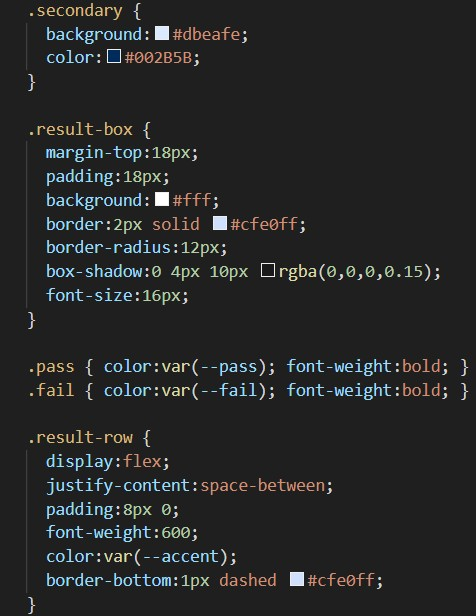 .secondary {
background: #dbeafe;
color: #002B5B;
}
.result-box {
margin-top:18px;
padding:18px;
background: #fff;
border:2px solid #cfe0ff;
border-radius:12px;
box-shadow:0 4px 10px rgba(0,0,0,0.15);
font-size:16px;
}
.pass { color:var(--pass); font-weight:bold; }
.fail { color:var(--fail); font-weight:bold; }
.result-row {
display:flex;
justify-content:space-between;
padding:8px 0;
font-weight:600;
color:var(--accent);
border-bottom:1px dashed #cfe0ff;
}